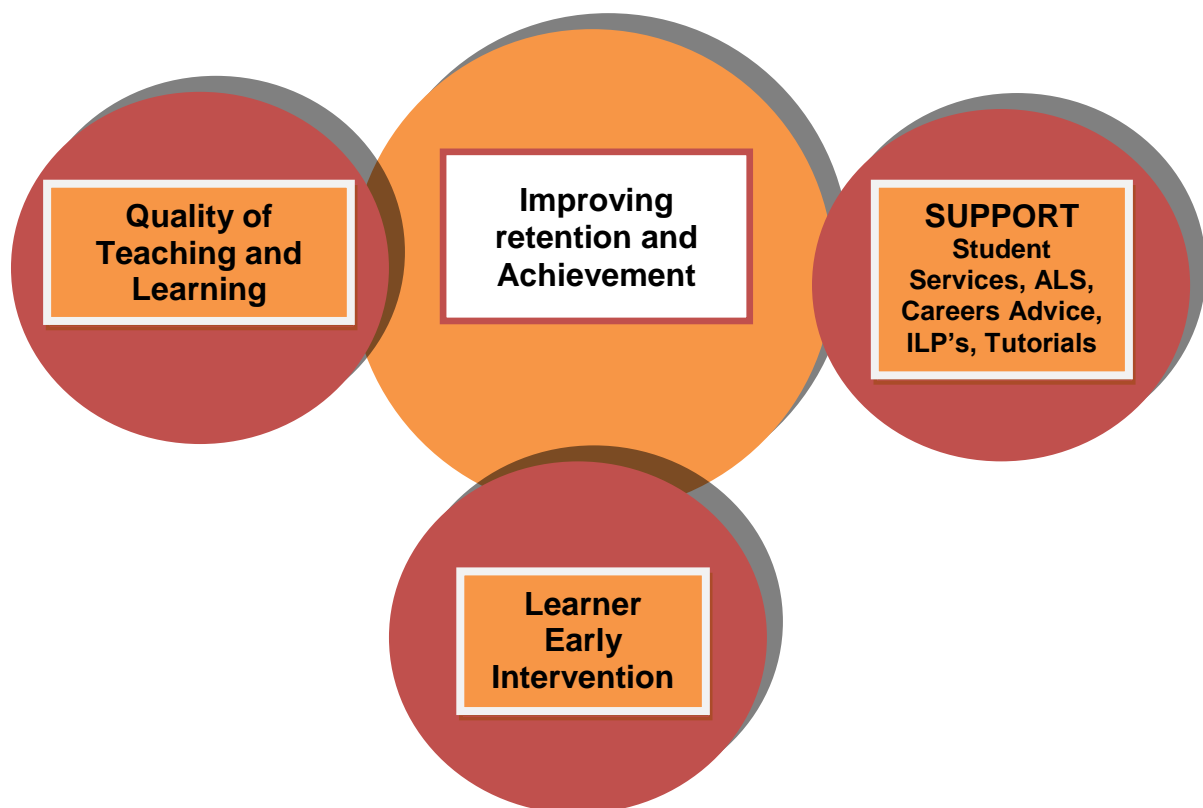 Quality of
Teaching and
Learning
Improving
retention and
Achievement
SUPPORT
Student
Services, ALS,
Careers Advice,
ILP’s, Tutorials
Learner
Early
Intervention